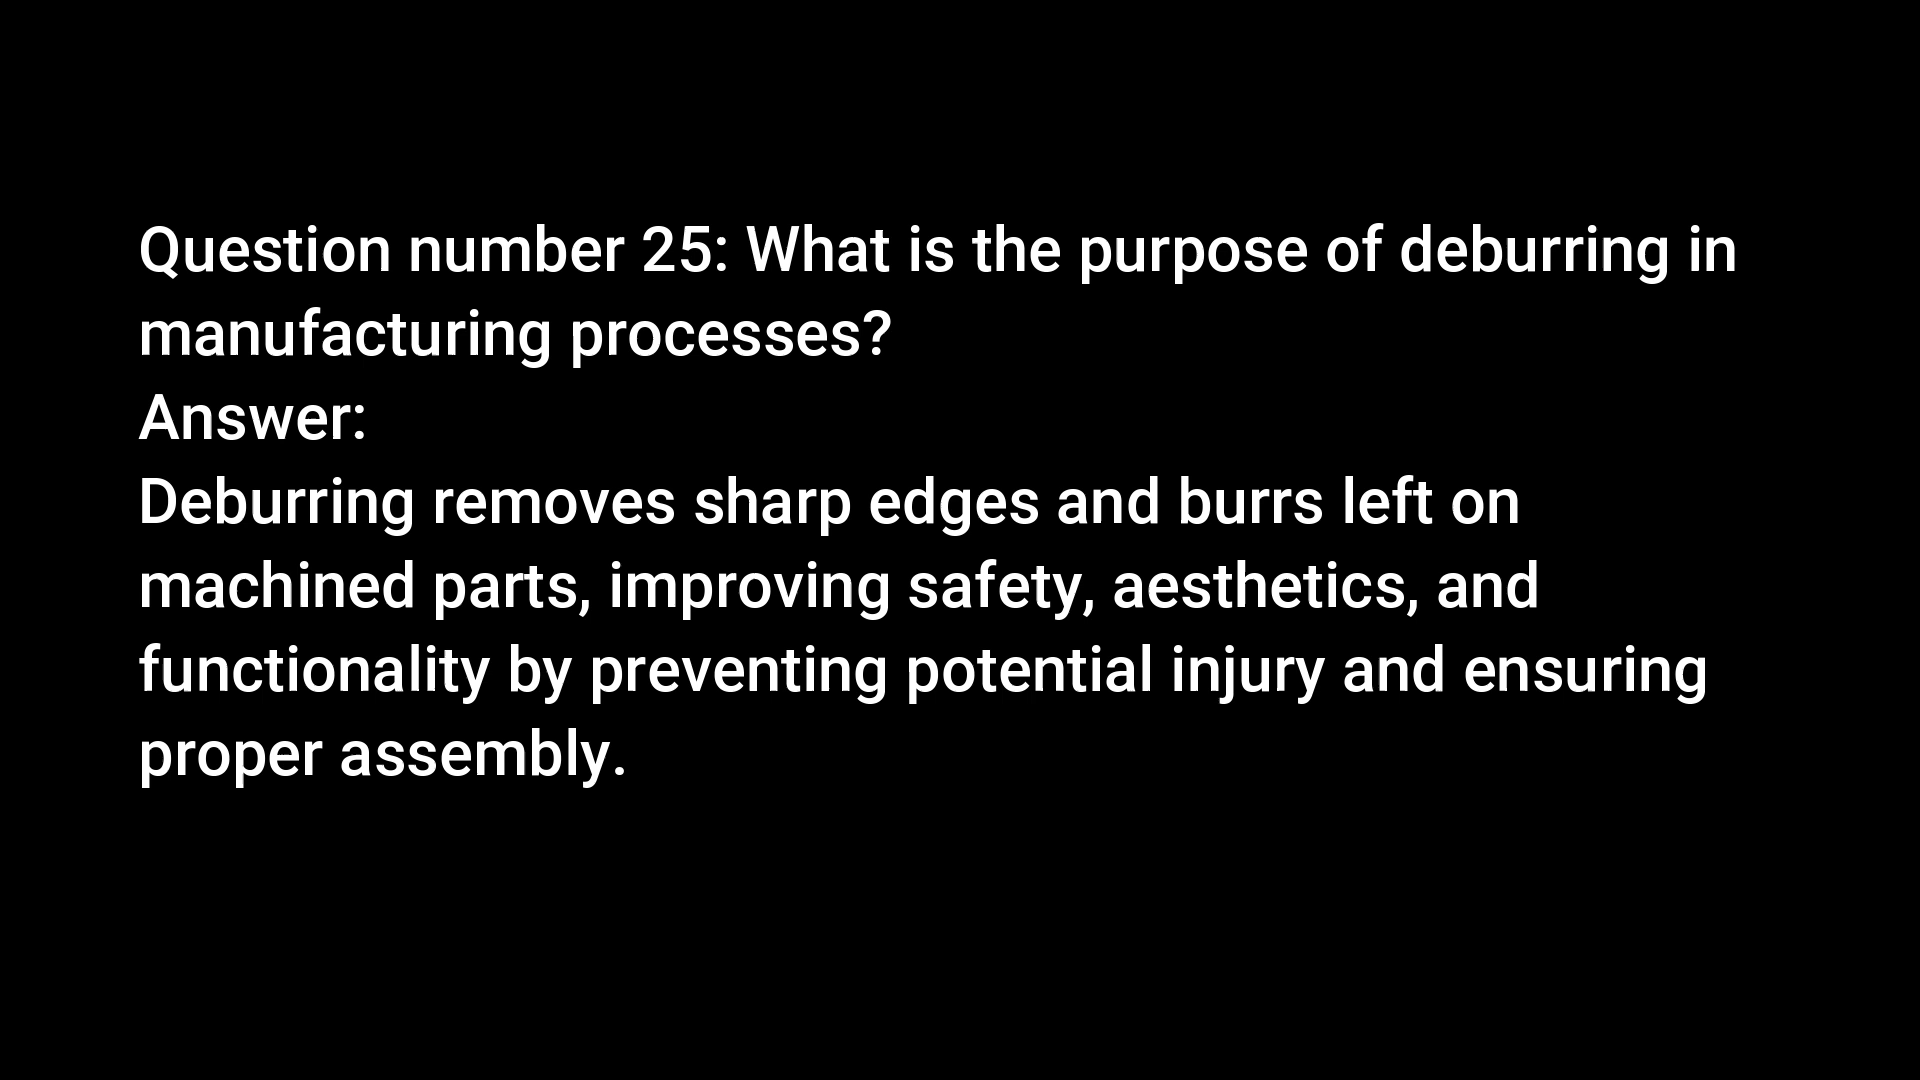 Question number 25: What is the purpose of deburring in
manufacturing processes?
Answer:
Deburring removes sharp edges and burrs left on
machined parts, improving safety, aesthetics, and
functionality by preventing potential injury and ensuring
proper assembly.